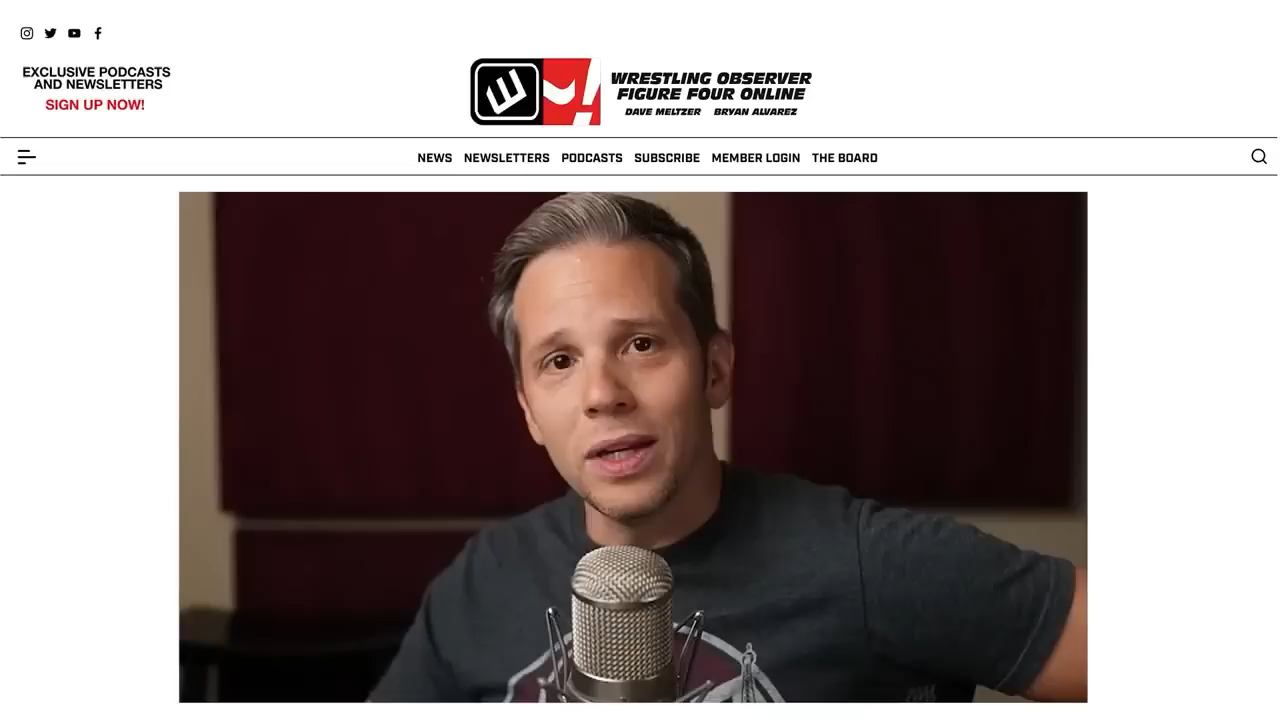 EXCLUSIVE PODCASTS
AND NEWSLETTERS
SIGN UP NOW!
WRESTLING OBSERVER
FIGURE FOUR ONLINE
DAVE MELTZER BRYAN ALVAREZ
NEWS NEWSLETTERS PODCASTS SUBSCRIBE MEMBER LOGIN THE BOARD